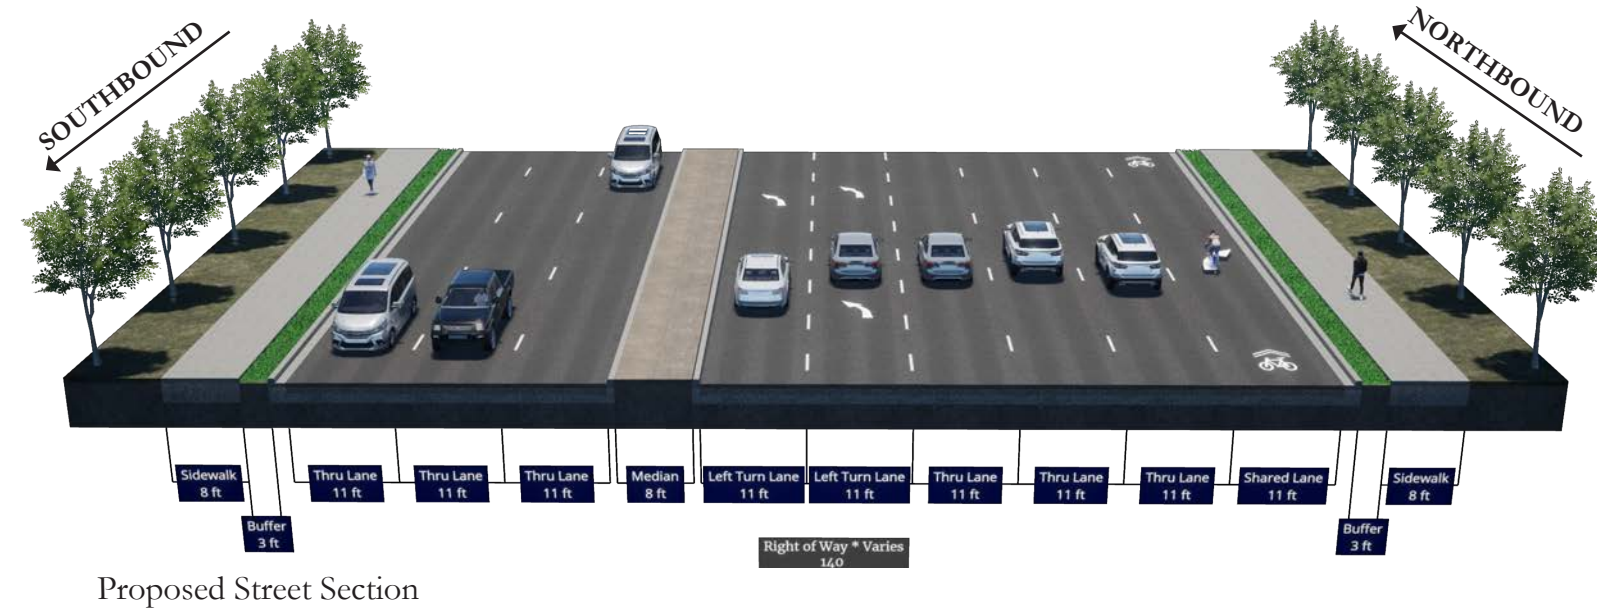 SOUTHBOUND
NORTHBOUND
Sidewalk
8 ft
Buffer
3 ft
Thru Lane
11 ft
Thru Lane
11 ft
Thru Lane
11 ft
Median
8 ft
Left Turn Lane
11 ft
Left Turn Lane
11 ft
Thru Lane
11 ft
Thru Lane
11 ft
Thru Lane
11 ft
Shared Lane
11 ft
Buffer
3 ft
Sidewalk
8 ft
Right of Way * Varies
140
Proposed Street Section